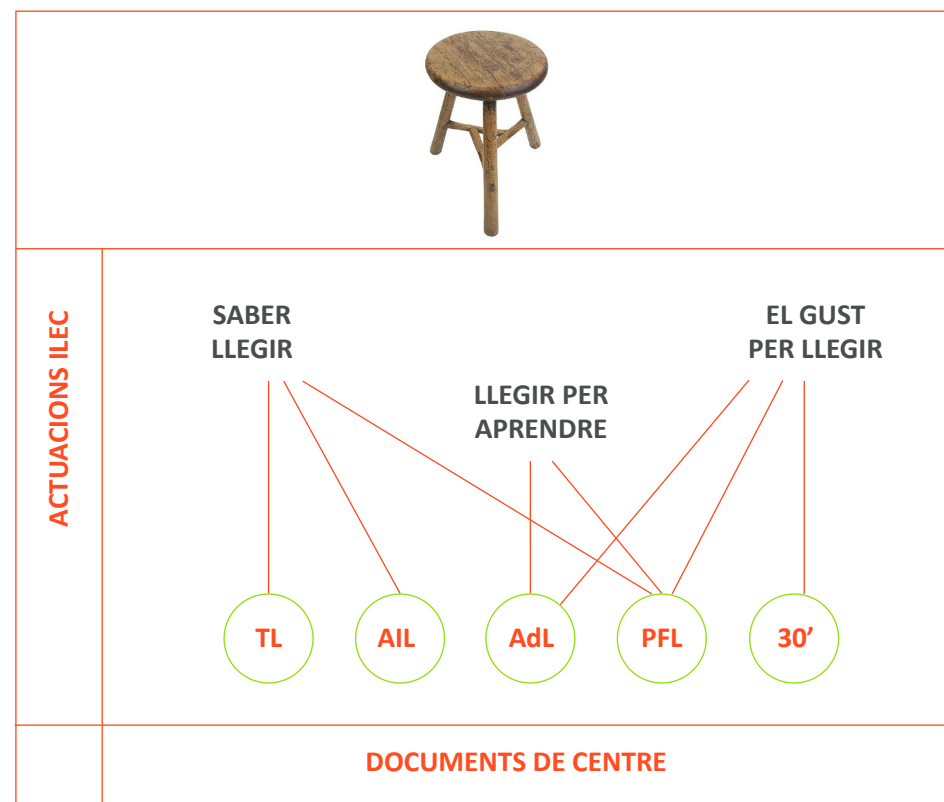 ACTUACIONS ILEC
SABER
LLEGIR
LLEGIR PER
APRENDRE
EL GUST
PER LLEGIR
TL
AIL
AdL
PFL
30’
DOCUMENTS DE CENTRE